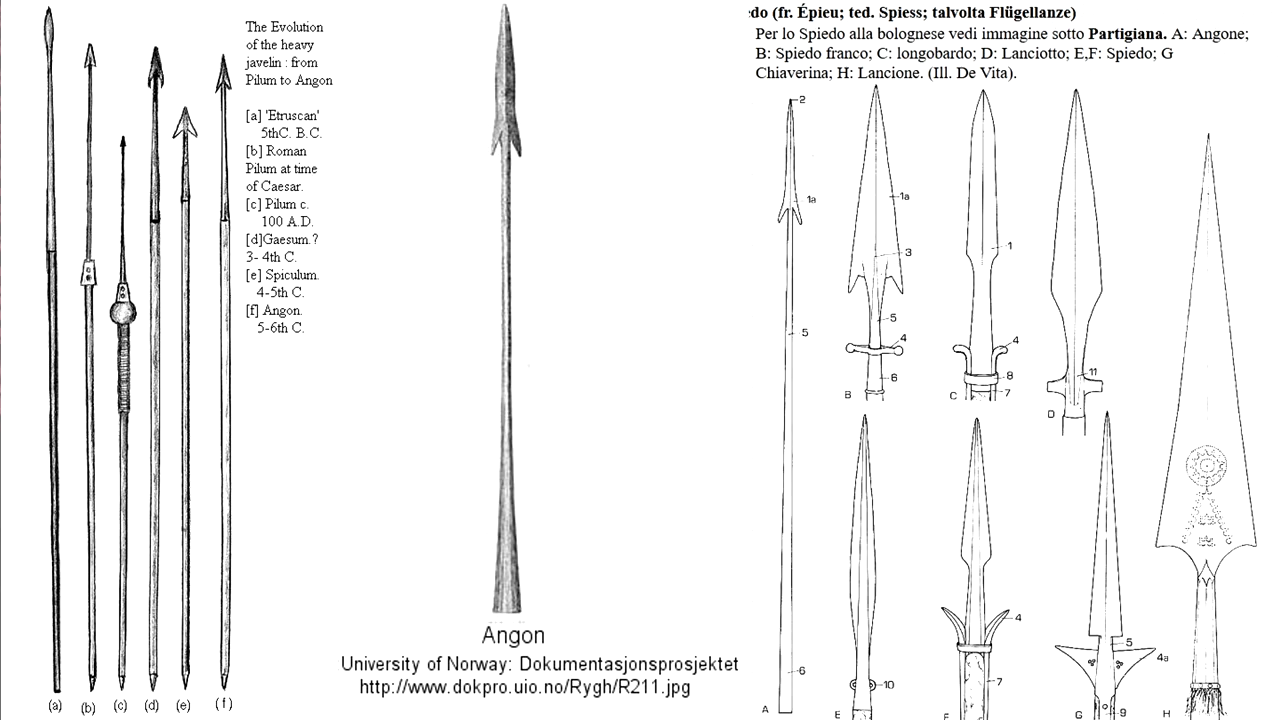 The Evolution
of the heavy
javelin : from
Pilum to Angon
[a] 'Etruscan'
5thC. B.C.
[b] Roman
Pilum at time
of Caesar.
[c] Pilum c.
100 A.D.
[d]Gaesum.?
3- 4th C.
[e] Spiculum.
4-5th C.
[f] Angon.
5-6th C.
(a) (b) (c) (d) (e) (f)
Angon
University of Norway: Dokumentasjonsprosjektet
http://www.dokpro.uio.no/Rygh/R211.jpg
do (fr. Épieu; ted. Spiess; talvolta Flügellanze)
Per lo Spiedo alla bolognese vedi immagine sotto Partigiana. A: Angone;
B: Spiedo franco; C: longobardo; D: Lanciotto; E,F: Spiedo; G
Chiaverina; H: Lancione. (Ill. De Vita).
2
1a
5
6
A
1a
3
5
4
6
B
1
4
8
7
C
11
D
10
E
4
7
F
5
4a
9
G
H